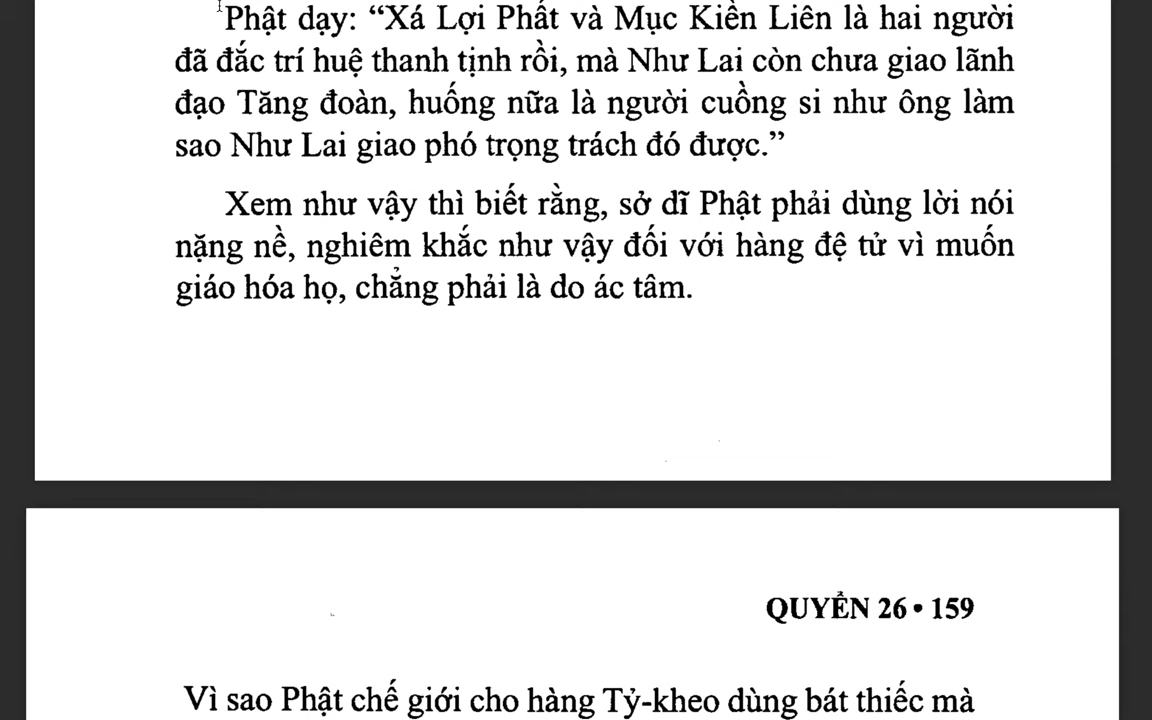 Phật dạy: “Xá Lợi Phất và Mục Kiền Liên là hai người
đã đắc trí huệ thanh tịnh rồi, mà Như Lai còn chưa giao lãnh
đạo Tăng đoàn, huống nữa là người cuồng si như ông làm
sao Như Lai giao phó trọng trách đó được.”
Xem như vậy thì biết rằng, sở dĩ Phật phải dùng lời nói
nặng nề, nghiêm khắc như vậy đối với hàng đệ tử vì muốn
giáo hóa họ, chẳng phải là do ác tâm.
QUYỂN 26 • 159
Vì sao Phật chế giới cho hàng Tỷ-kheo dùng bát thiếc mà